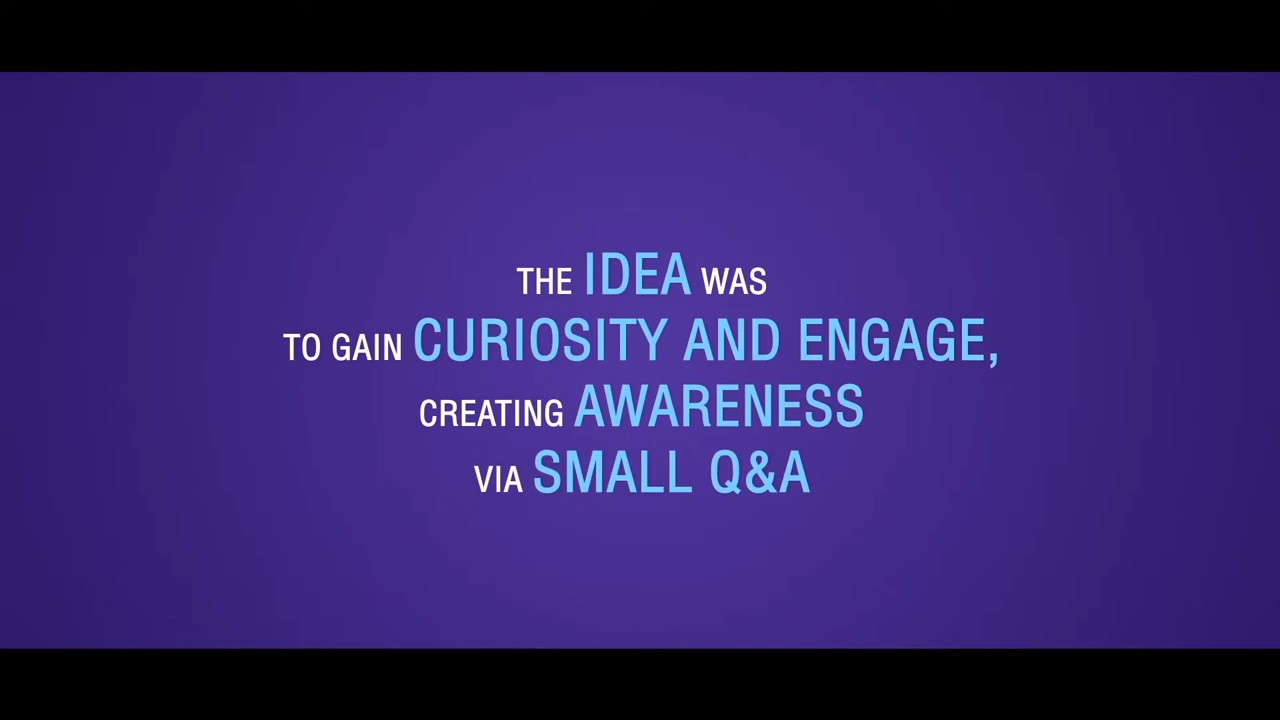 THE IDEA WAS
TO GAIN CURIOSITY AND ENGAGE,
CREATING AWARENESS
VIA SMALL Q&A